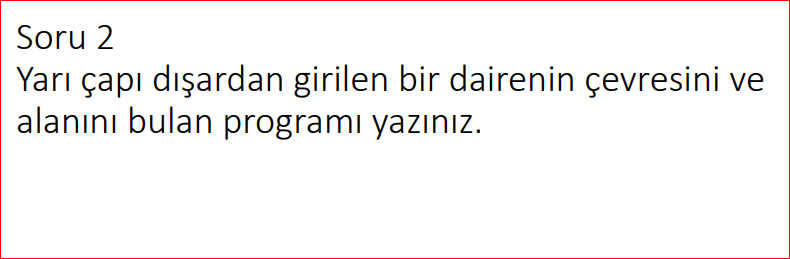 Soru 2
Yarı çapı dışardan girilen bir dairenin çevresini ve
alanını bulan programı yazınız.